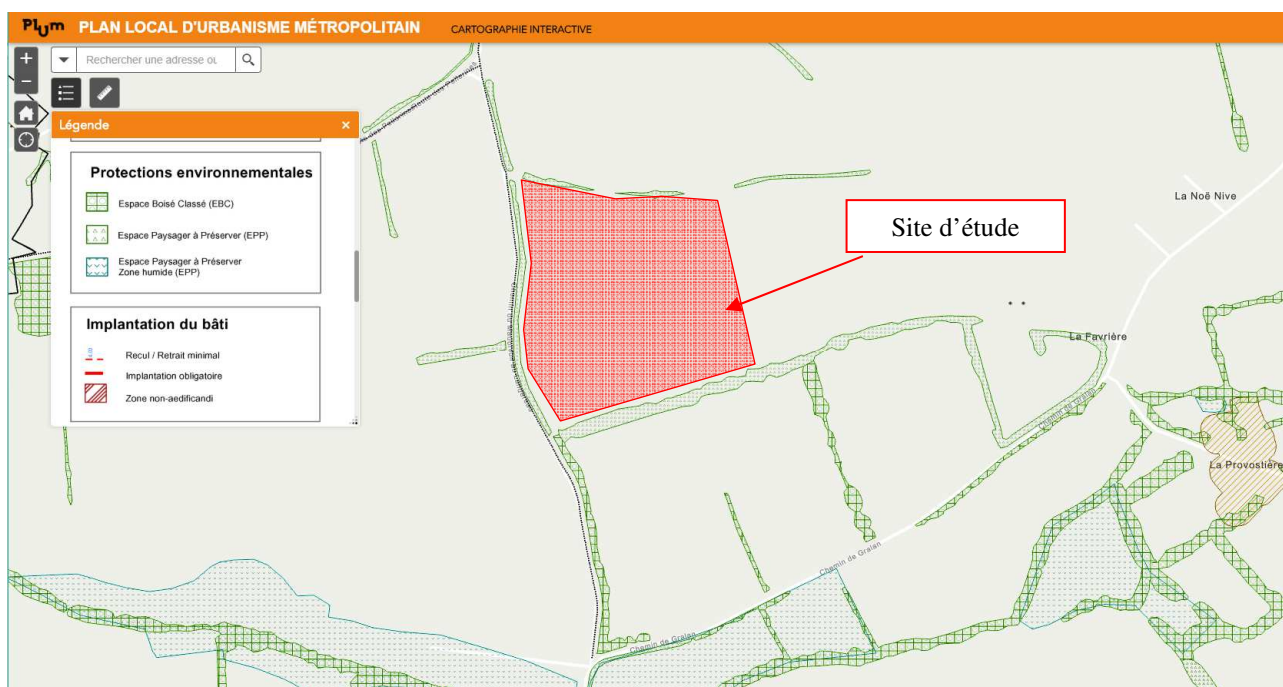 PLUm PLAN LOCAL D'URBANISME MÉTROPOLITAIN CARTOGRAPHIE INTERACTIVE
Rechercher une adresse ou
Légende
Protections environnementales
Espace Boisé Classé (EBC)
Espace Paysager à Préserver (EPP)
Espace Paysager à Préserver
Zone humide (EPP)
Implantation du bâti
Recul / Retrait minimal
Implantation obligatoire
Zone non-aedificandi
Site d'étude
La Noë Nive
La Favrière
Chemin de Gralan
La Provostière
Chemin de Gralan
Chemin de Gralan